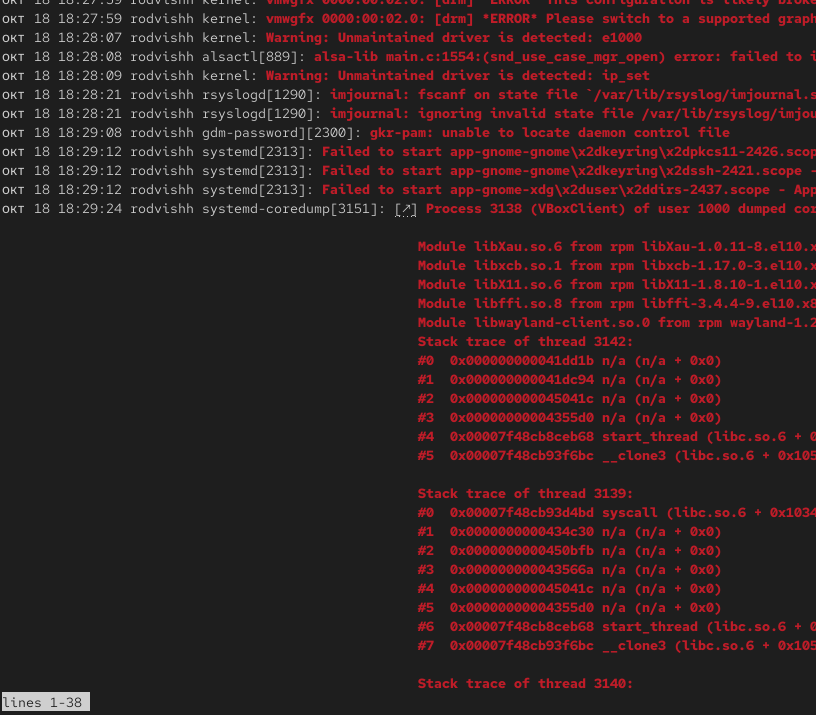 окт 18 18:27:59 rodvishh kernel: vmwgfx 0000:00:02.0: [drm] *ERROR* This configuration is likely broke
окт 18 18:27:59 rodvishh kernel: vmwgfx 0000:00:02.0: [drm] *ERROR* Please switch to a supported graph
окт 18 18:28:07 rodvishh kernel: Warning: Unmaintained driver is detected: e1000
окт 18 18:28:08 rodvishh alsactl[889]: alsa-lib main.c:1554:(snd_use_case_mgr_open) error: failed to i
окт 18 18:28:09 rodvishh kernel: Warning: Unmaintained driver is detected: ip_set
окт 18 18:28:21 rodvishh rsyslogd[1290]: imjournal: fscanf on state file `/var/lib/rsyslog/imjournal.s
окт 18 18:28:21 rodvishh rsyslogd[1290]: imjournal: ignoring invalid state file /var/lib/rsyslog/imjou
окт 18 18:29:08 rodvishh gdm-password][2300]: gkr-pam: unable to locate daemon control file
окт 18 18:29:12 rodvishh systemd[2313]: Failed to start app-gnome-gnome\x2dkeyring\x2dpkcs11-2426.scop
окт 18 18:29:12 rodvishh systemd[2313]: Failed to start app-gnome-gnome\x2dkeyring\x2dssh-2421.scope -
окт 18 18:29:12 rodvishh systemd[2313]: Failed to start app-gnome-xdg\x2duser\x2ddirs-2437.scope - App
окт 18 18:29:24 rodvishh systemd-coredump[3151]: [↗] Process 3138 (VBoxClient) of user 1000 dumped cor
Module libXau.so.6 from rpm libXau-1.0.11-8.el10.x
Module libxcb.so.1 from rpm libxcb-1.17.0-3.el10.x
Module libX11.so.6 from rpm libX11-1.8.10-1.el10.x
Module libffi.so.8 from rpm libffi-3.4.4-9.el10.x8
Module libwayland-client.so.0 from rpm wayland-1.2
Stack trace of thread 3142:
#0  0x000000000041dd1b n/a (n/a + 0x0)
#1  0x000000000041dc94 n/a (n/a + 0x0)
#2  0x000000000045041c n/a (n/a + 0x0)
#3  0x00000000004355d0 n/a (n/a + 0x0)
#4  0x00007f48cb8ceb68 start_thread (libc.so.6 + 0
#5  0x00007f48cb93f6bc __clone3 (libc.so.6 + 0x105
Stack trace of thread 3139:
#0  0x00007f48cb93d4bd syscall (libc.so.6 + 0x1034
#1  0x0000000000434c30 n/a (n/a + 0x0)
#2  0x0000000000450bfb n/a (n/a + 0x0)
#3  0x000000000043566a n/a (n/a + 0x0)
#4  0x000000000045041c n/a (n/a + 0x0)
#5  0x00000000004355d0 n/a (n/a + 0x0)
#6  0x00007f48cb8ceb68 start_thread (libc.so.6 + 0
#7  0x00007f48cb93f6bc __clone3 (libc.so.6 + 0x105
Stack trace of thread 3140:
lines 1-38